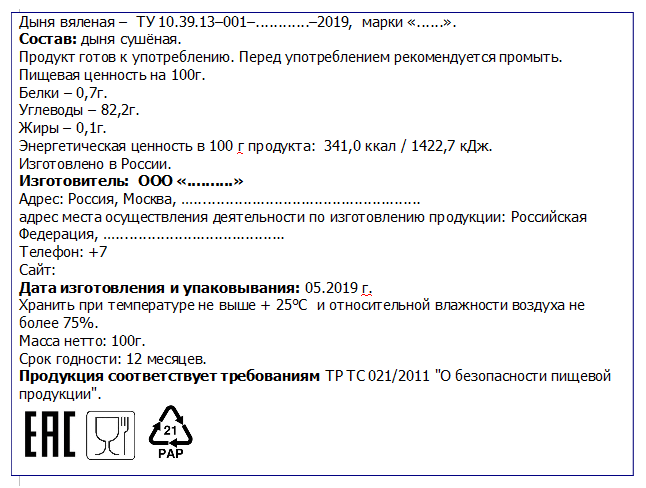 Дыня вяленая – ТУ 10.39.13–001–............–2019, марки «......».
Состав: дыня сушёная.
Продукт готов к употреблению. Перед употреблением рекомендуется промыть.
Пищевая ценность на 100г.
Белки – 0,7г.
Углеводы – 82,2г.
Жиры – 0,1г.
Энергетическая ценность в 100 г продукта: 341,0 ккал / 1422,7 кДж.
Изготовлено в России.
Изготовитель: ООО «..........»
Адрес: Россия, Москва, ........................................................
адрес места осуществления деятельности по изготовлению продукции: Российская
Федерация, ..........................................
Телефон: +7
Сайт:
Дата изготовления и упаковывания: 05.2019 г.
Хранить при температуре не выше + 25°С и относительной влажности воздуха не
более 75%.
Масса нетто: 100г.
Срок годности: 12 месяцев.
Продукция соответствует требованиям ТР ТС 021/2011 "О безопасности пищевой
продукции".
ЕАС
21
PAP